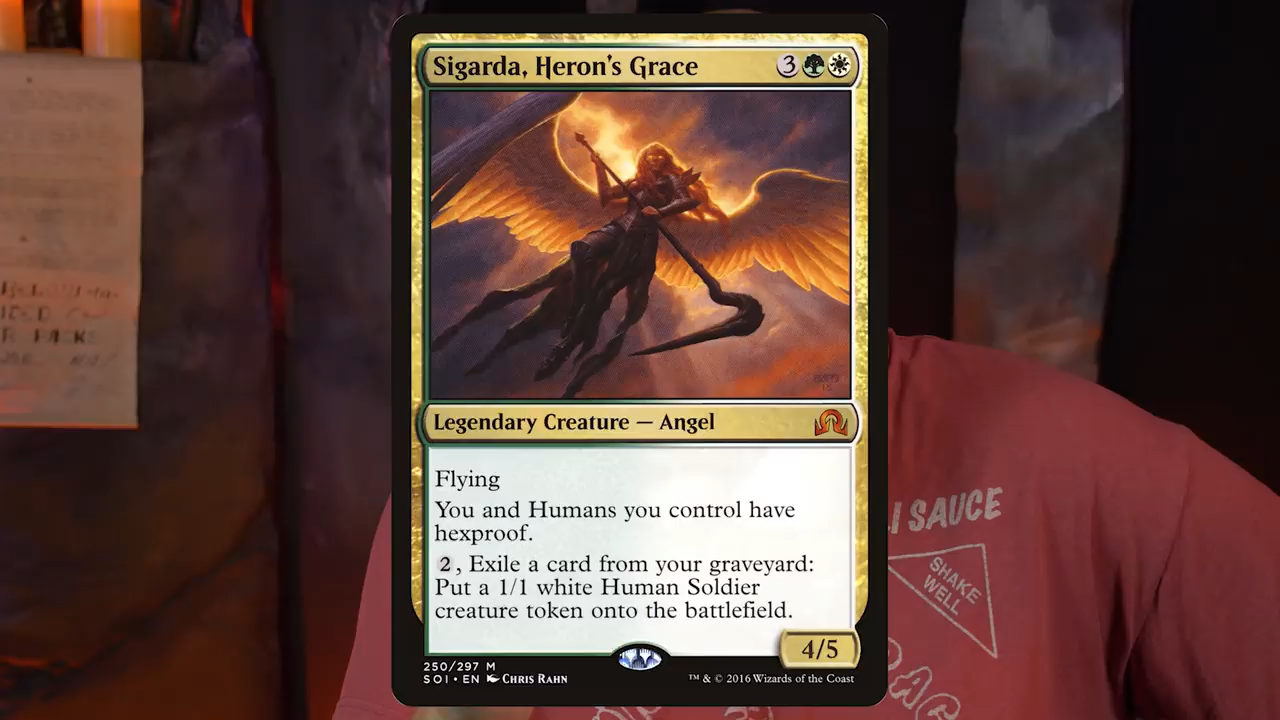 Sigarda, Heron's Grace 3
Legendary Creature — Angel
Flying
You and Humans you control have
hexproof.
2, Exile a card from your graveyard:
Put a 1/1 white Human Soldier
creature token onto the battlefield.
4/5
250/297 M
SOI • EN Chris Rahn
™ & © 2016 Wizards of the Coast
SAUCE
SHAKE
WELL